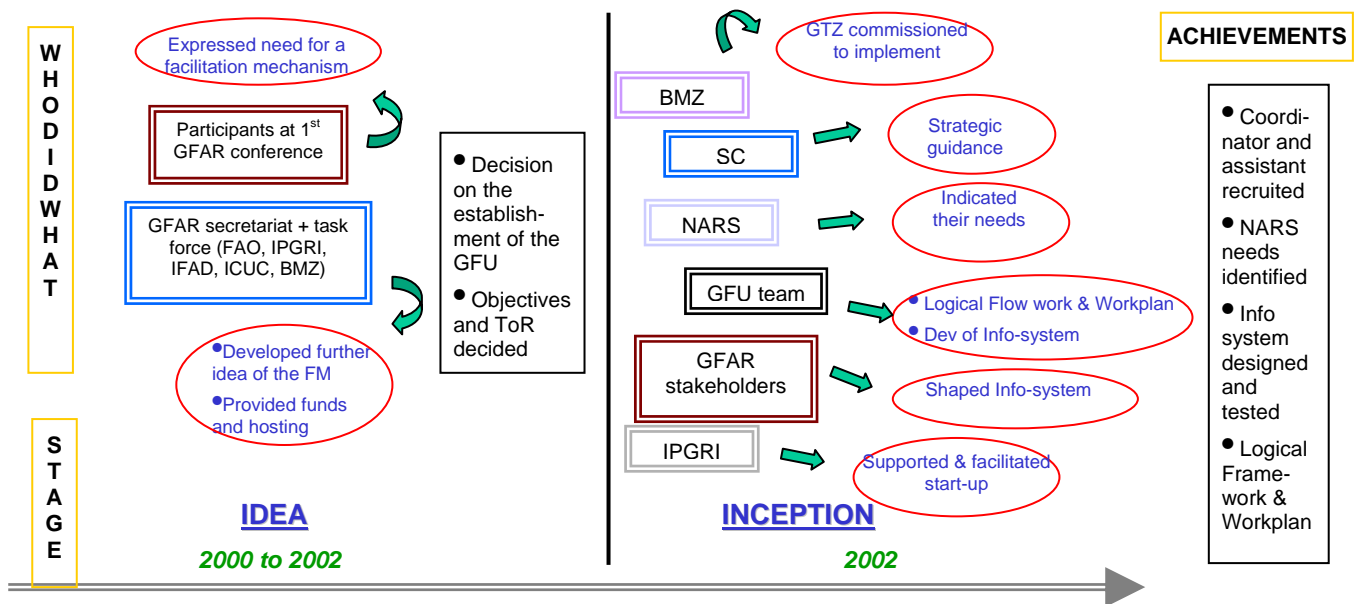 W
H
O
D
I
D
W
H
A
T
Expressed need for a
facilitation mechanism
Participants at 1st
GFAR conference
GFAR secretariat + task
force (FAO, IPGRI,
IFAD, ICUC, BMZ)
•Developed further
idea of the FM
•Provided funds
and hosting
• Decision
on the
establish-
ment of the
GFU
• Objectives
and ToR
decided
GTZ commissioned
to implement
BMZ
SC
Strategic
guidance
NARS
Indicated
their needs
GFU team
• Logical Flow work & Workplan
• Dev of Info-system
GFAR
stakeholders
Shaped Info-system
IPGRI
Supported & facilitated
start-up
ACHIEVEMENTS
• Coordi-
nator and
assistant
recruited
• NARS
needs
identified
• Info
system
designed
and
tested
• Logical
Frame-
work &
Workplan
S
T
A
G
E
IDEA
2000 to 2002
INCEPTION
2002